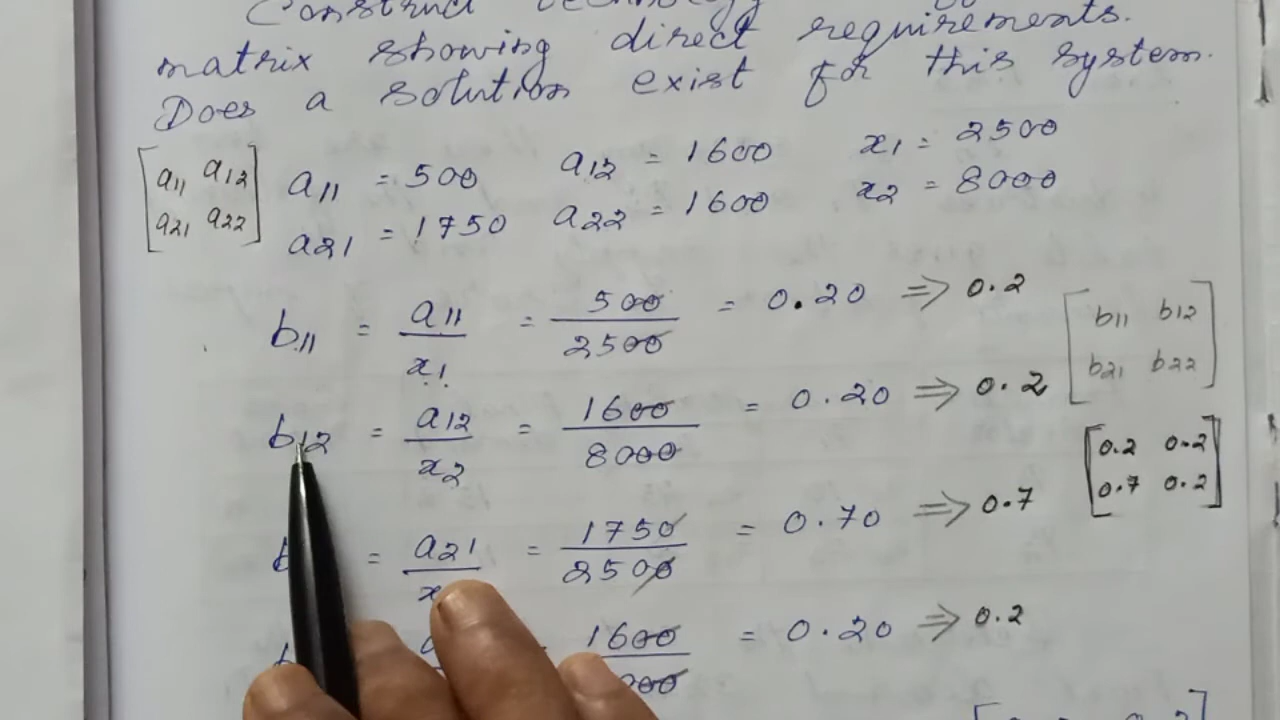 Construct
matrix showing direct requirements.
Does a solution exist for this system.
[a11 a12
a21 a22]
a11 = 500 a12 = 1600 x1 = 2500
a21 = 1750 a22 = 1600 x2 = 8000
b11 = a11/x1 = 500/2500 = 0.20 ⇒ 0.2
[b11 b12
b21 b22]
b12 = a12/x2 = 1600/8000 = 0.20 ⇒ 0.2
[0.2 0.2
0.7 0.2]
= a21/ = 1750/2500 = 0.70 ⇒ 0.7
1600/ = 0.20 ⇒ 0.2